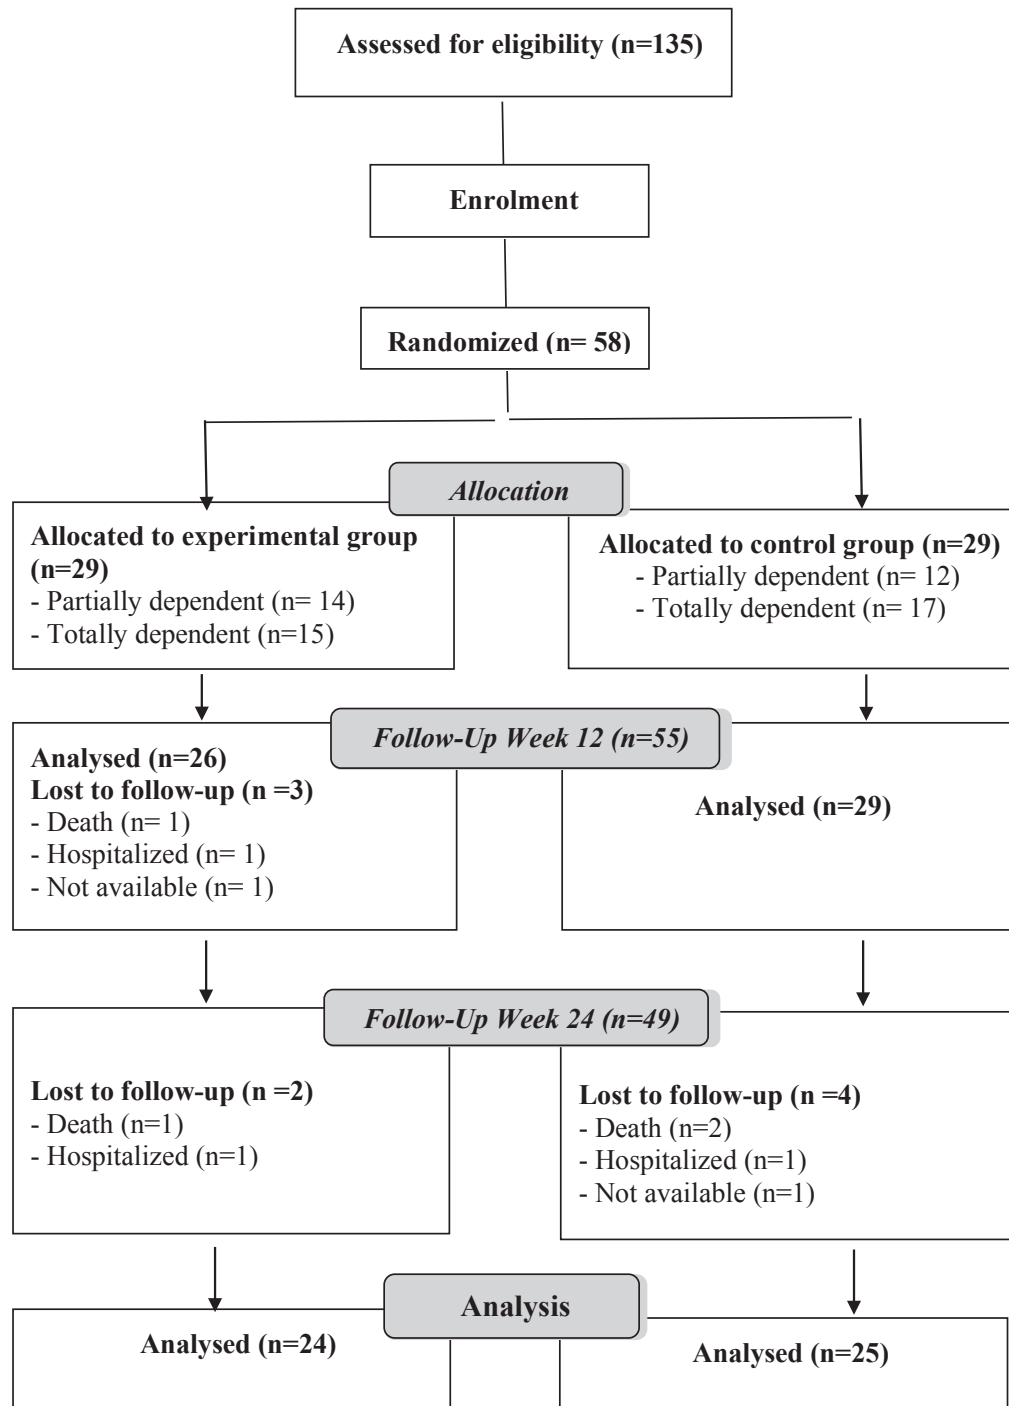 Assessed for eligibility (n=135)
Enrolment
Randomized (n= 58)
Allocation
Allocated to experimental group
(n=29)
- Partially dependent (n= 14)
- Totally dependent (n=15)
Allocated to control group (n=29)
- Partially dependent (n= 12)
- Totally dependent (n= 17)
Follow-Up Week 12 (n=55)
Analysed (n=26)
Lost to follow-up (n =3)
- Death (n= 1)
- Hospitalized (n= 1)
- Not available (n= 1)
Analysed (n=29)
Follow-Up Week 24 (n=49)
Lost to follow-up (n =2)
- Death (n=1)
- Hospitalized (n=1)
Lost to follow-up (n =4)
- Death (n=2)
- Hospitalized (n=1)
- Not available (n=1)
Analysis
Analysed (n=24)
Analysed (n=25)